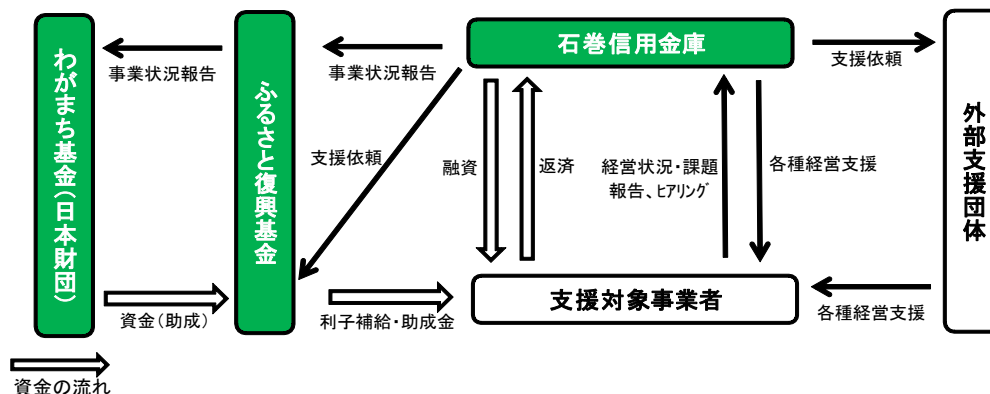 わがまち基金(日本財団)
事業状況報告
ふるさと復興基金
事業状況報告
石巻信用金庫
支援依頼
外部支援団体
支援依頼
融資
返済
経営状況・課題
報告、ヒアリング
各種経営支援
資金(助成)
利子補給・助成金
支援対象事業者
各種経営支援
資金の流れ